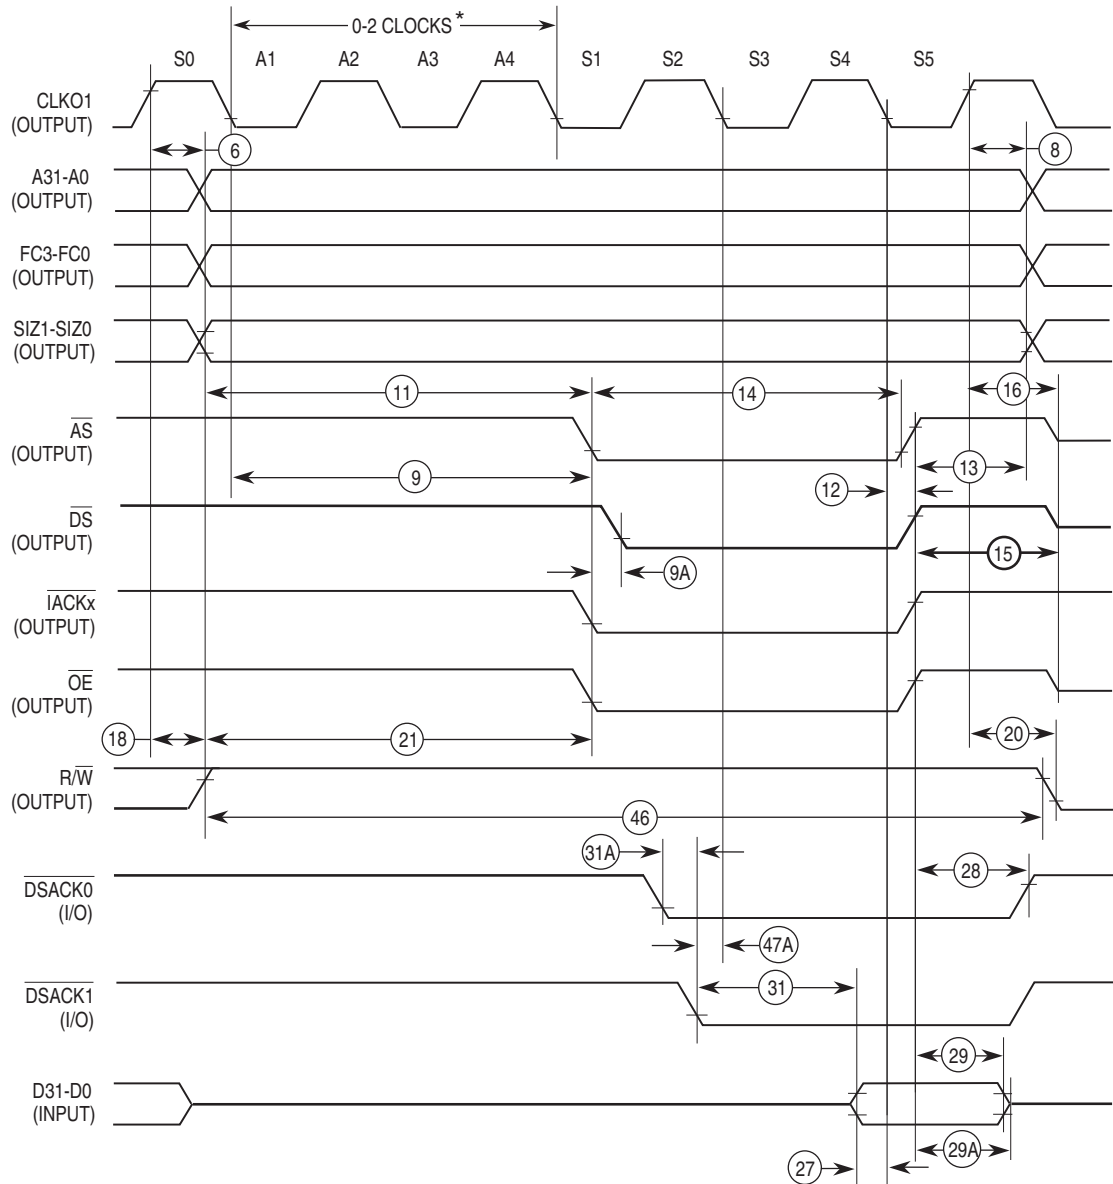 0-2 CLOCKS*
S0 A1 A2 A3 A4 S1 S2 S3 S4 S5
CLKO1
(OUTPUT)
6
8
A31-A0
(OUTPUT)
FC3-FC0
(OUTPUT)
SIZ1-SIZ0
(OUTPUT)
11
14
16
AS
(OUTPUT)
9
12
13
DS
(OUTPUT)
9A
15
IACKx
(OUTPUT)
OE
(OUTPUT)
18
21
20
R/W
(OUTPUT)
46
31A
28
DSACK0
(I/O)
47A
DSACK1
(I/O)
31
29
D31-D0
(INPUT)
27
29A